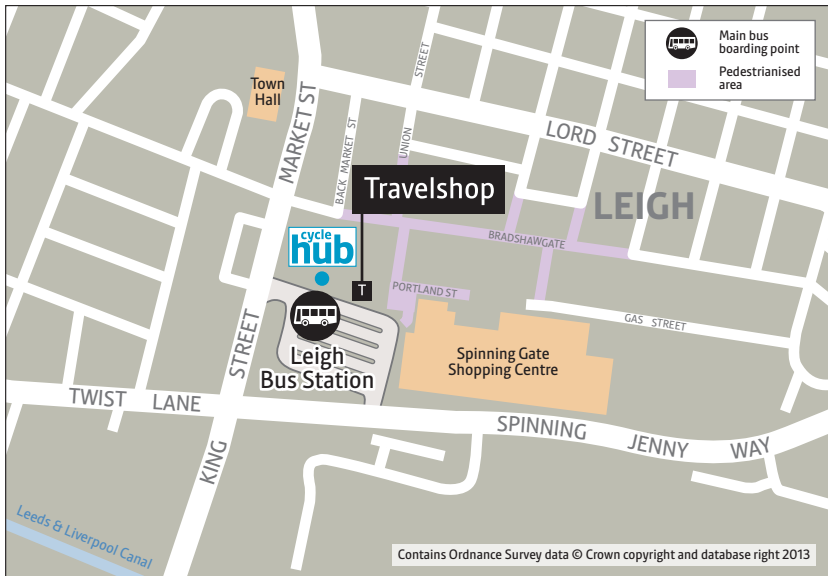 Main bus
boarding point
Pedestrianised
area
Town
Hall
MARKET ST
BACK MARKET ST
UNION STREET
LORD STREET
Travelshop
LEIGH
cycle
hub
BRADSHAWGATE
T
PORTLAND ST
GAS STREET
Leigh
Bus Station
Spinning Gate
Shopping Centre
TWIST LANE
KING STREET
SPINNING JENNY WAY
Leeds & Liverpool Canal
Contains Ordnance Survey data © Crown copyright and database right 2013